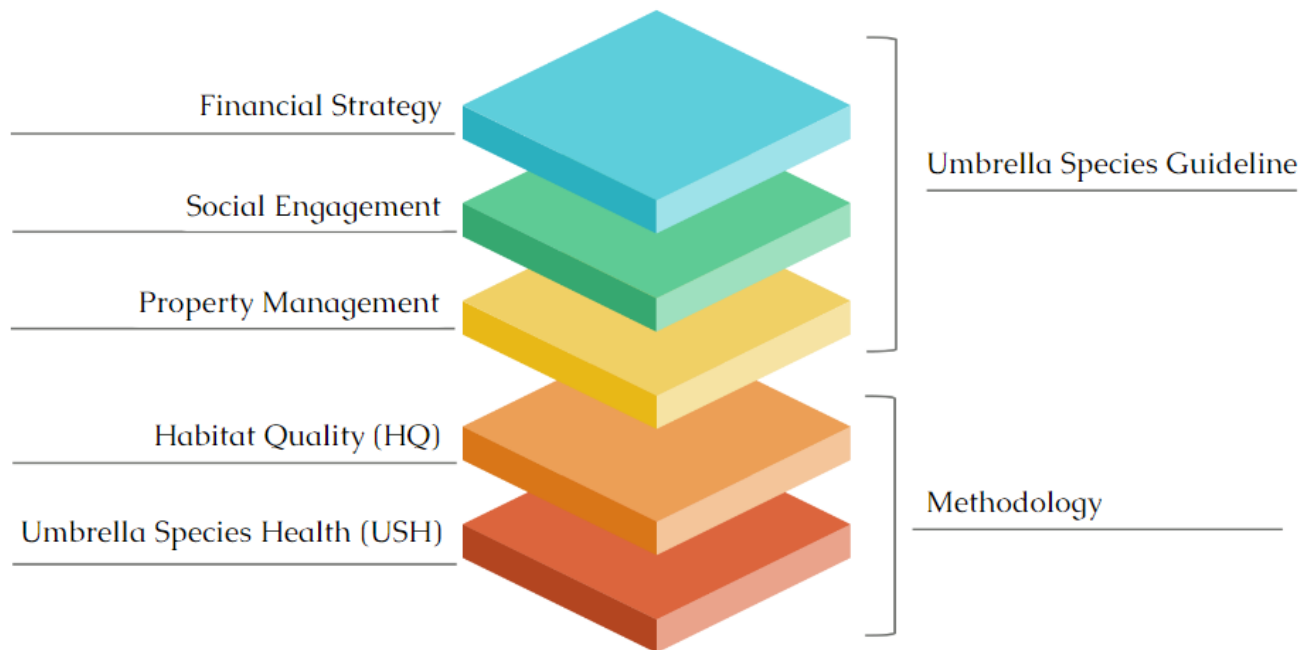 Financial Strategy
Social Engagement
Property Management
Habitat Quality (HQ)
Umbrella Species Health (USH)
Umbrella Species Guideline
Methodology